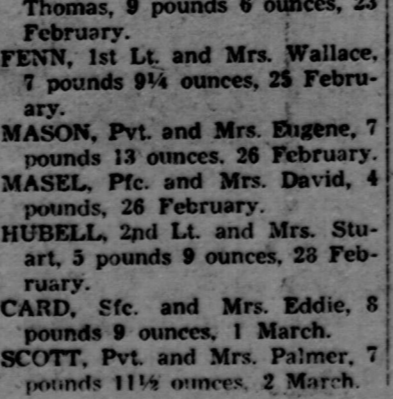 Thomas, 9 pounds 6 ounces, 23
February.
FENN, 1st Lt. and Mrs. Wallace,
7 pounds 9¼ ounces, 25 Febru-
ary.
MASON, Pvt. and Mrs. Eugene, 7
pounds 13 ounces, 26 February.
MASEL, Pfc. and Mrs. David, 4
pounds, 26 February.
HUBELL, 2nd Lt. and Mrs. Stu-
art, 5 pounds 9 ounces, 28 Feb-
ruary.
CARD, Sfc. and Mrs. Eddie, 8
pounds 9 ounces, 1 March.
SCOTT, Pvt. and Mrs. Palmer, 7
pounds 11½ ounces, 2 March.